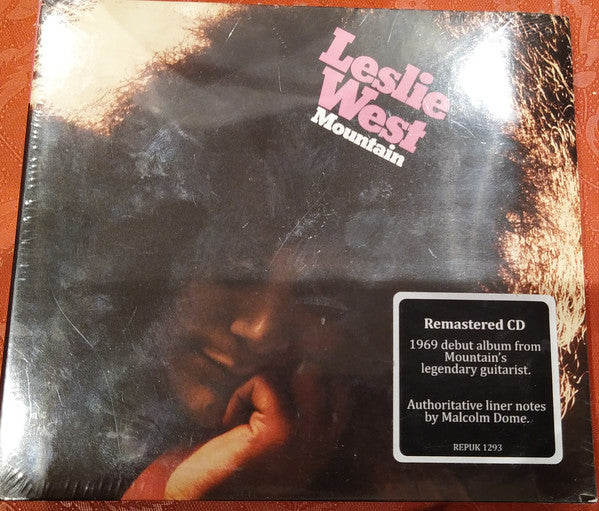 Leslie
West
Mountain
Remastered CD
1969 debut album from
Mountain's
legendary guitarist.
Authoritative liner notes
by Malcolm Dome.
REPUK 1293